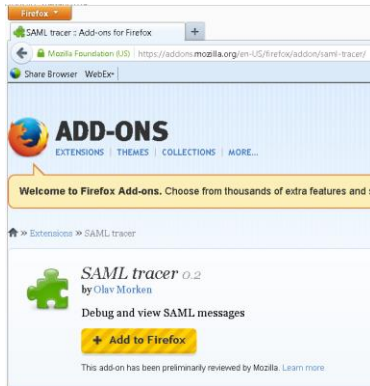 Firefox
SAML tracer :: Add-ons for Firefox
+
Mozilla Foundation (US) https://addons.mozilla.org/en-US/firefox/addon/saml-tracer/
Share Browser WebEx
ADD-ONS
EXTENSIONS | THEMES | COLLECTIONS | MORE...
Welcome to Firefox Add-ons. Choose from thousands of extra features and
» Extensions » SAML tracer
SAML tracer 0.2
by Olav Morken
Debug and view SAML messages
+ Add to Firefox
This add-on has been preliminarily reviewed by Mozilla. Learn more